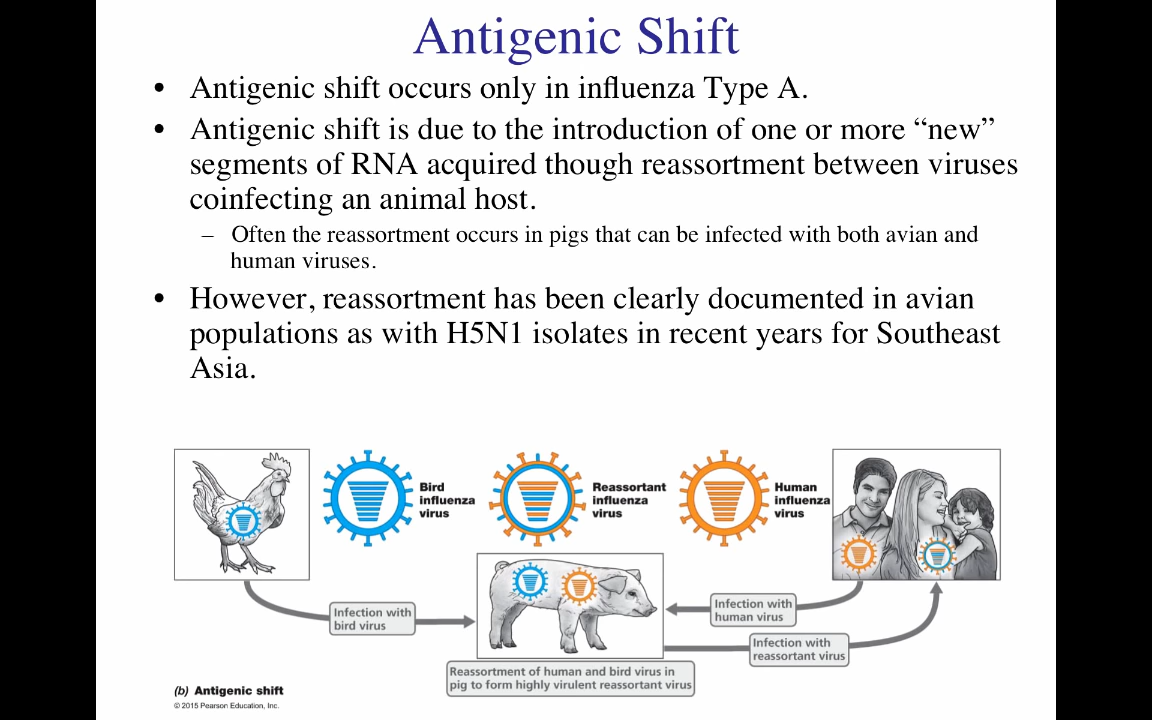 Antigenic Shift
• Antigenic shift occurs only in influenza Type A.
• Antigenic shift is due to the introduction of one or more “new”
segments of RNA acquired though reassortment between viruses
coinfecting an animal host.
– Often the reassortment occurs in pigs that can be infected with both avian and
human viruses.
• However, reassortment has been clearly documented in avian
populations as with H5N1 isolates in recent years for Southeast
Asia.
Bird
influenza
virus
Reassortant
influenza
virus
Human
influenza
virus
Infection with
bird virus
Infection with
human virus
Infection with
reassortant virus
Reassortment of human and bird virus in
pig to form highly virulent reassortant virus
(b) Antigenic shift
© 2015 Pearson Education, Inc.